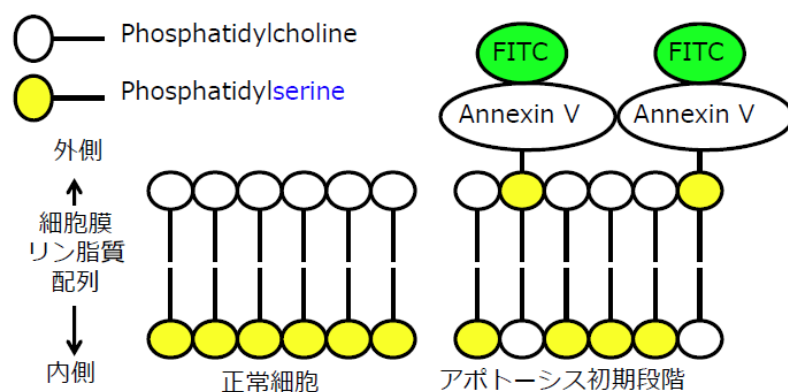 Phosphatidylcholine
Phosphatidylserine
外側
細胞膜
リン脂質
配列
内側
正常細胞
FITC
FITC
Annexin V
Annexin V
アポトーシス初期段階